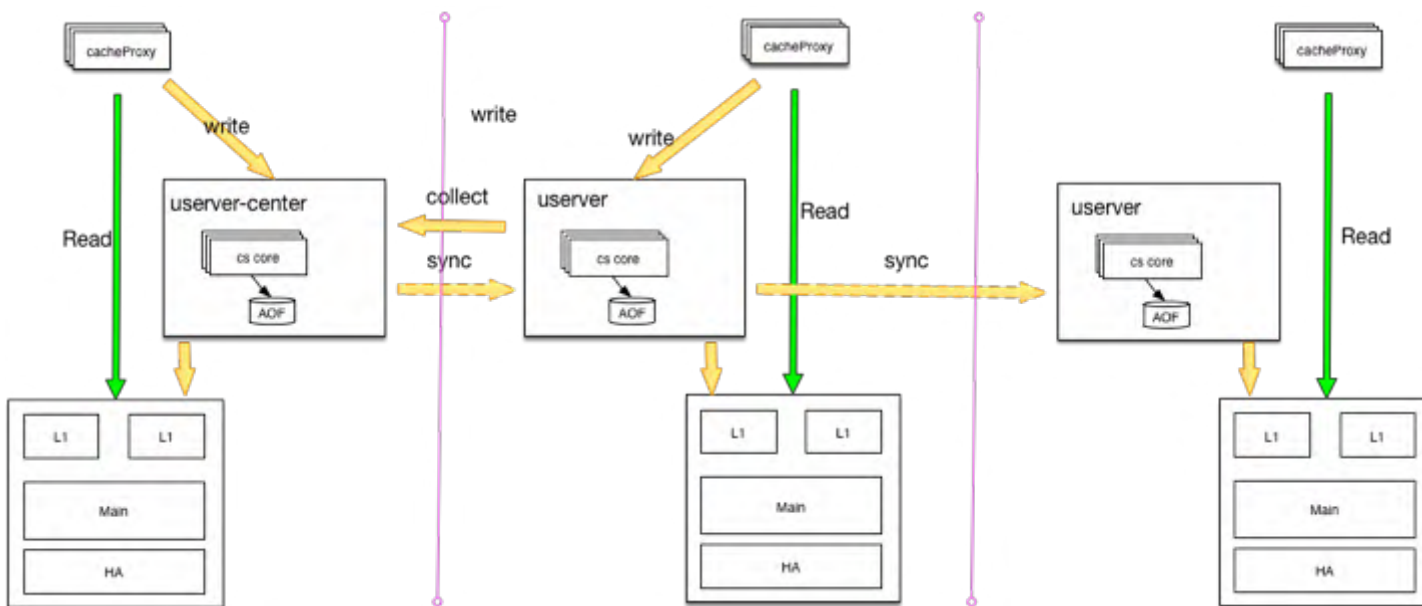 cacheProxy
cacheProxy
cacheProxy
write
write
write
userver-center
collect
userver
userver
Read
Read
Read
cs core
sync
cs core
sync
cs core
AOF
AOF
AOF
L1
L1
L1
L1
L1
L1
Main
Main
Main
HA
HA
HA